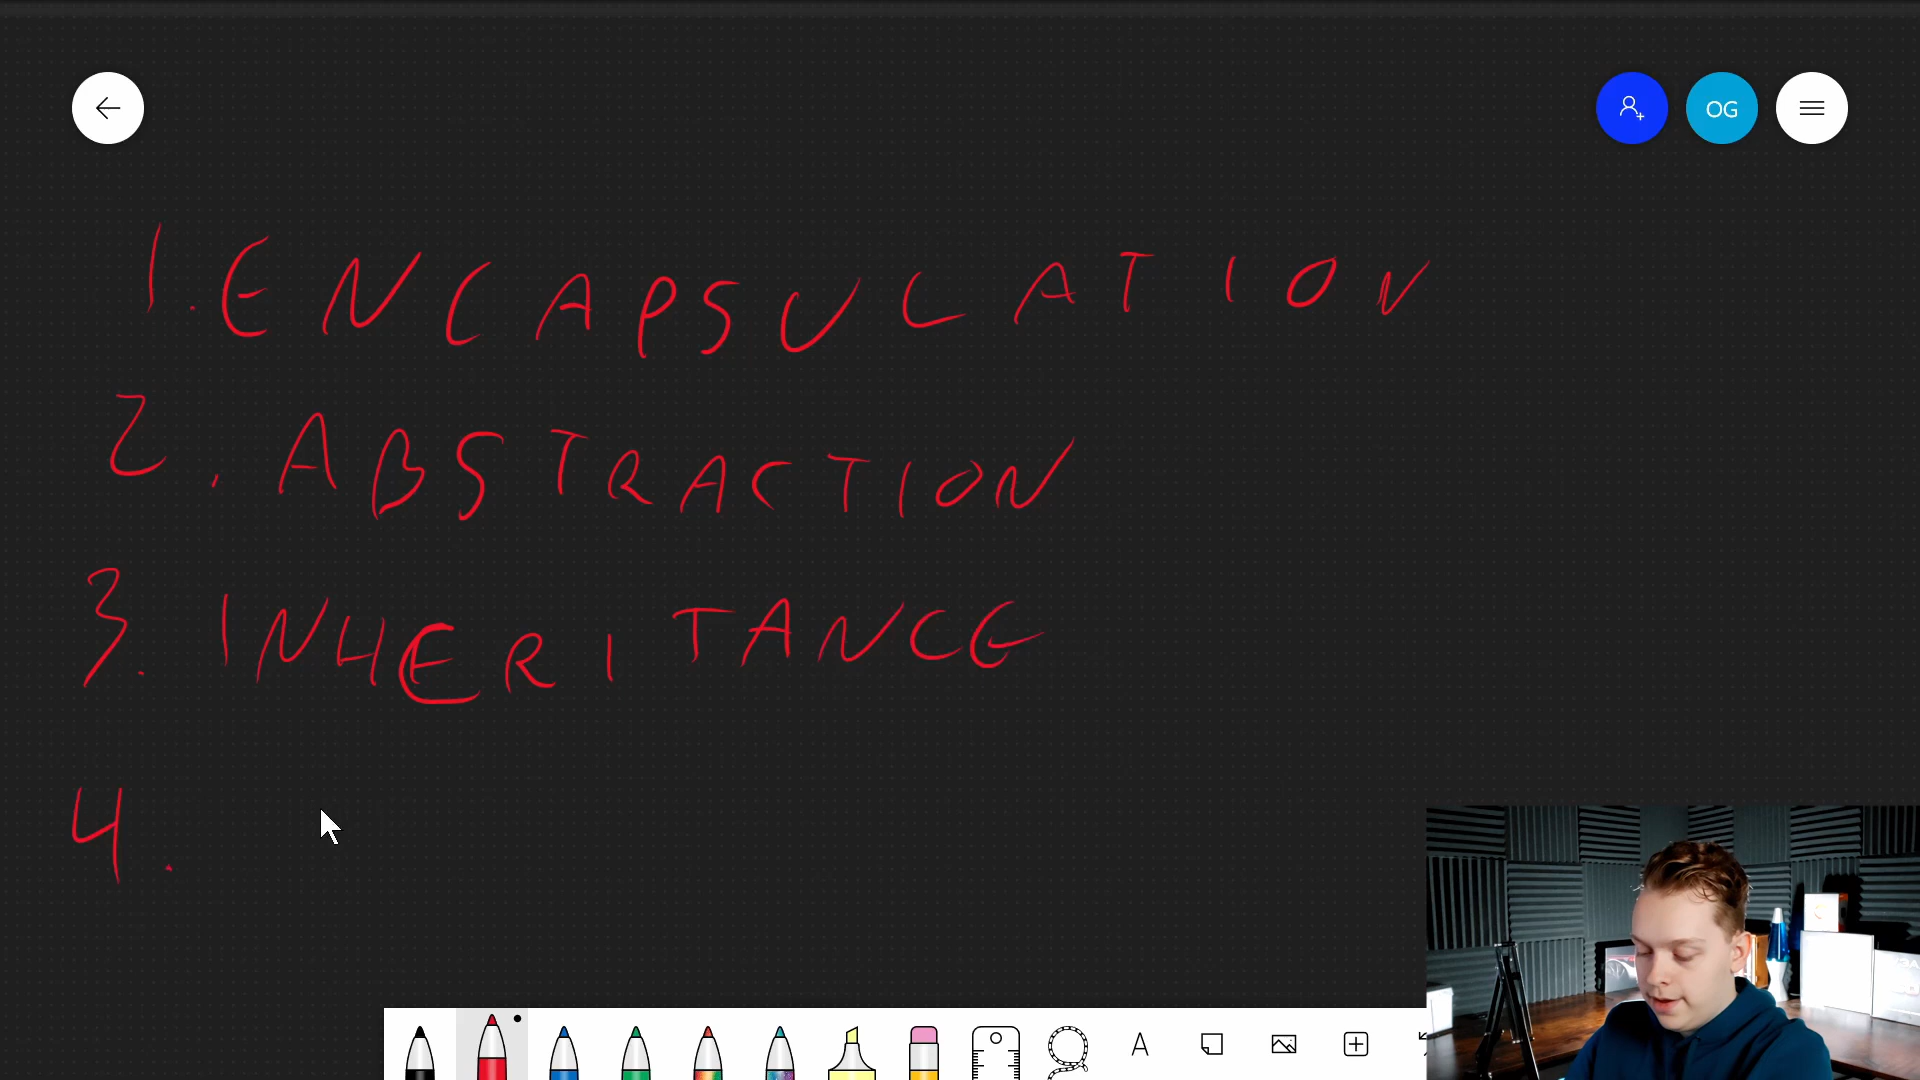 OG
1. ENCAPSULATION
2. ABSTRACTION
3. INHERITANCE
4.
A